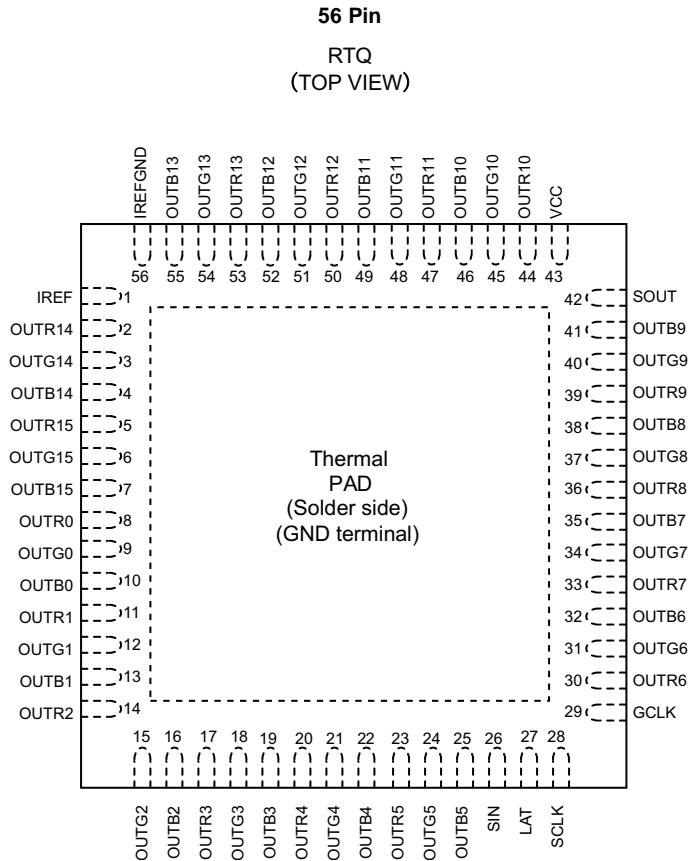 56 Pin
RTQ
(TOP VIEW)
IREFGND
OUTB13
OUTG13
OUTR13
OUTB12
OUTG12
OUTR12
OUTB11
OUTG11
OUTR11
OUTB10
OUTG10
OUTR10
VCC
56 55 54 53 52 51 50 49 48 47 46 45 44 43
IREF 1
OUTR14 2
OUTG14 3
OUTB14 4
OUTR15 5
OUTG15 6
OUTB15 7
OUTR0 8
OUTG0 9
OUTB0 10
OUTR1 11
OUTG1 12
OUTB1 13
OUTR2 14
Thermal
PAD
(Solder side)
(GND terminal)
42 SOUT
41 OUTB9
40 OUTG9
39 OUTR9
38 OUTB8
37 OUTG8
36 OUTR8
35 OUTB7
34 OUTG7
33 OUTR7
32 OUTB6
31 OUTG6
30 OUTR6
29 GCLK
15 16 17 18 19 20 21 22 23 24 25 26 27 28
OUTG2
OUTB2
OUTR3
OUTG3
OUTB3
OUTR4
OUTG4
OUTB4
OUTR5
OUTG5
OUTB5
SIN
LAT
SCLK